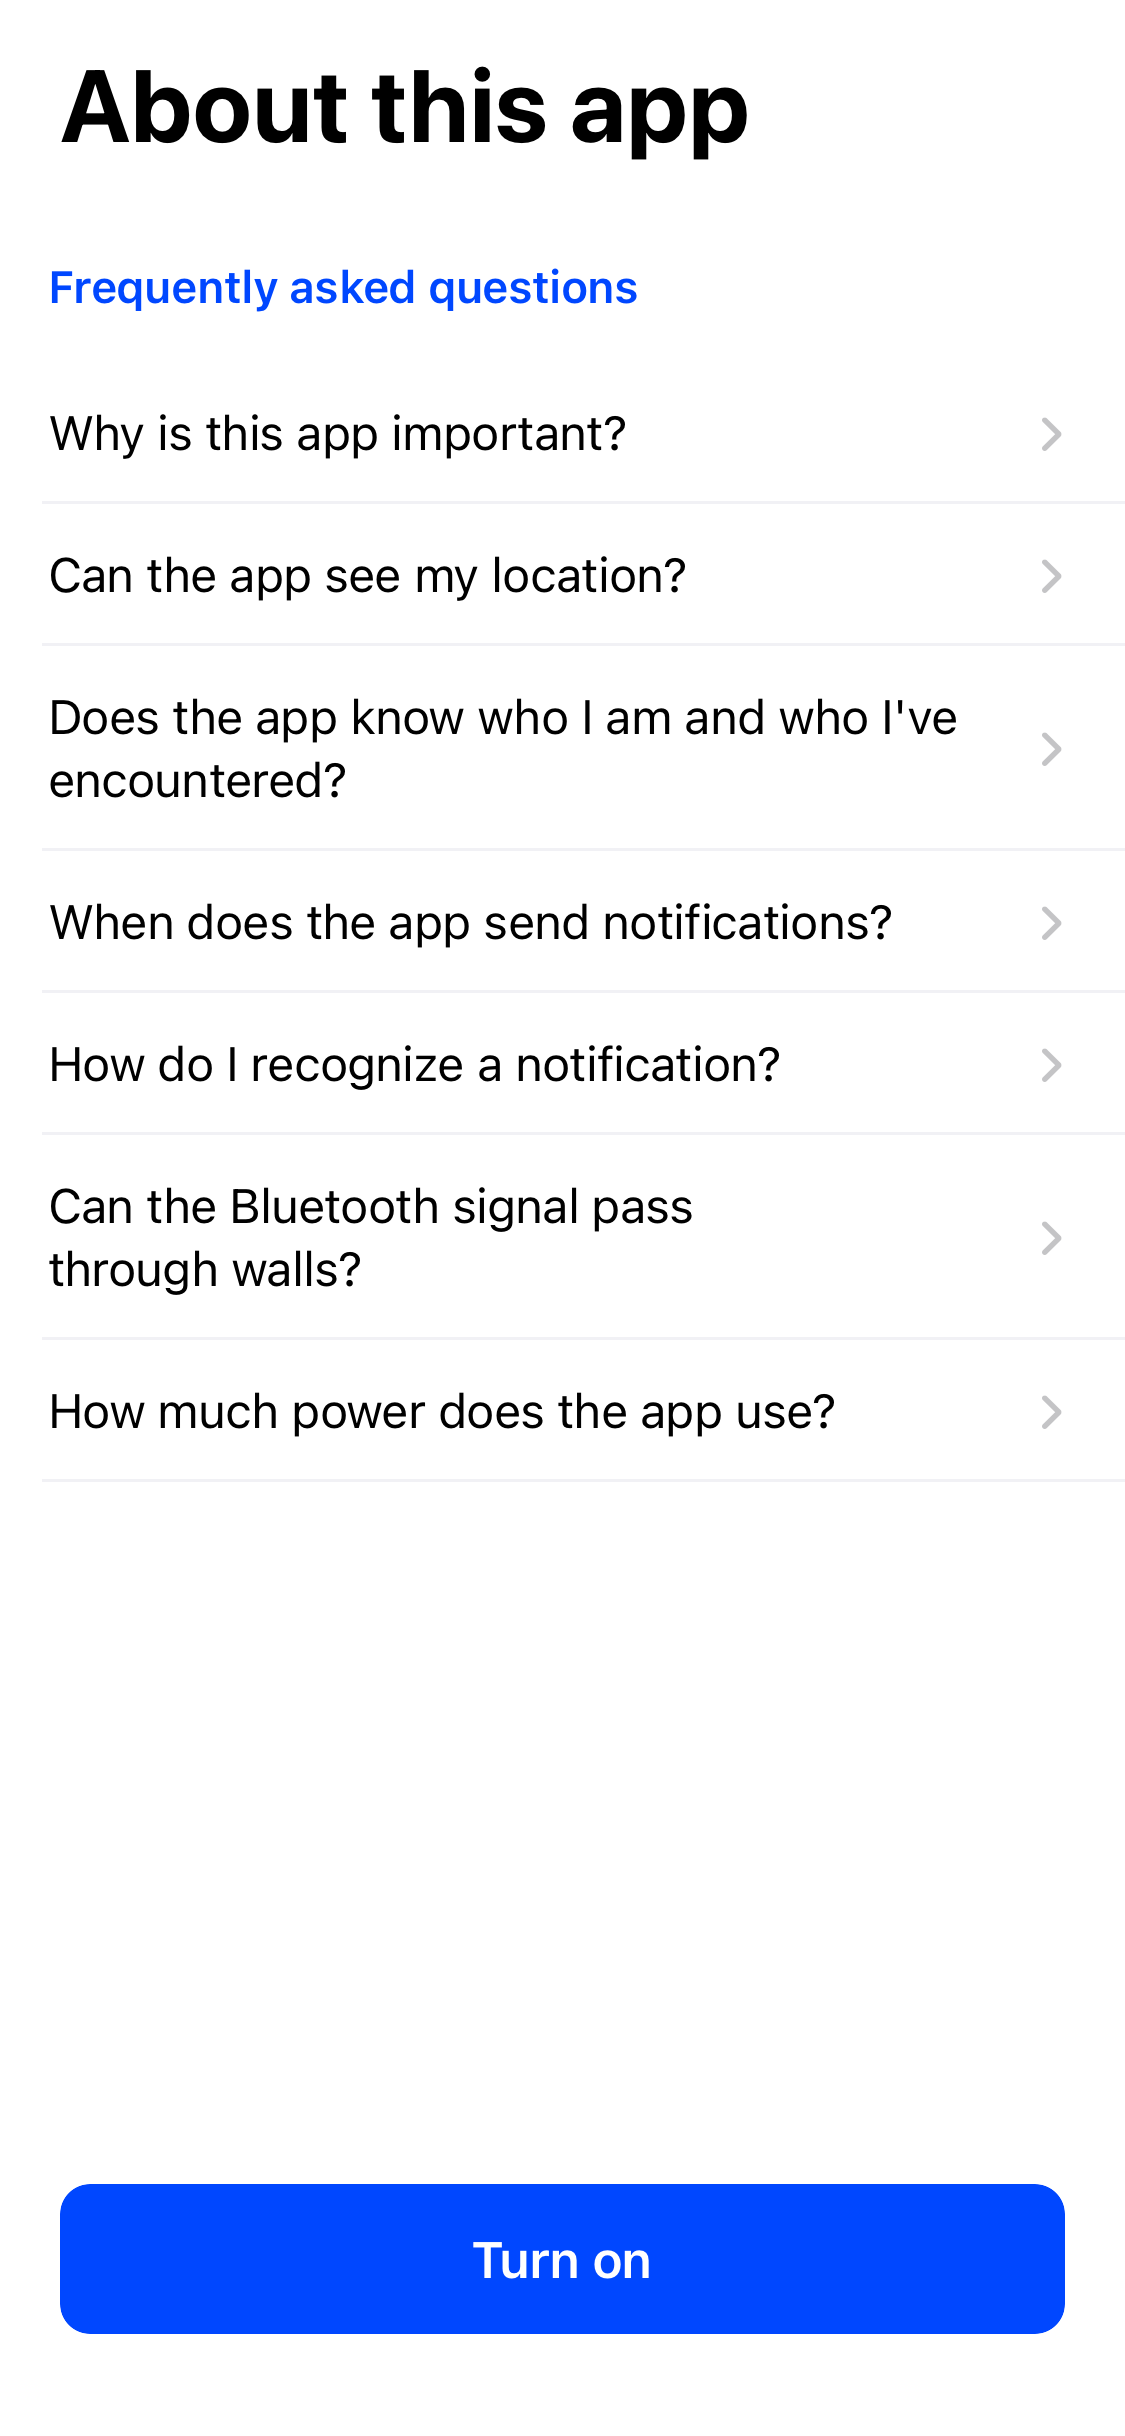 About this app
Frequently asked questions
Why is this app important?
Can the app see my location?
Does the app know who I am and who I've
encountered?
When does the app send notifications?
How do I recognize a notification?
Can the Bluetooth signal pass
through walls?
How much power does the app use?
Turn on